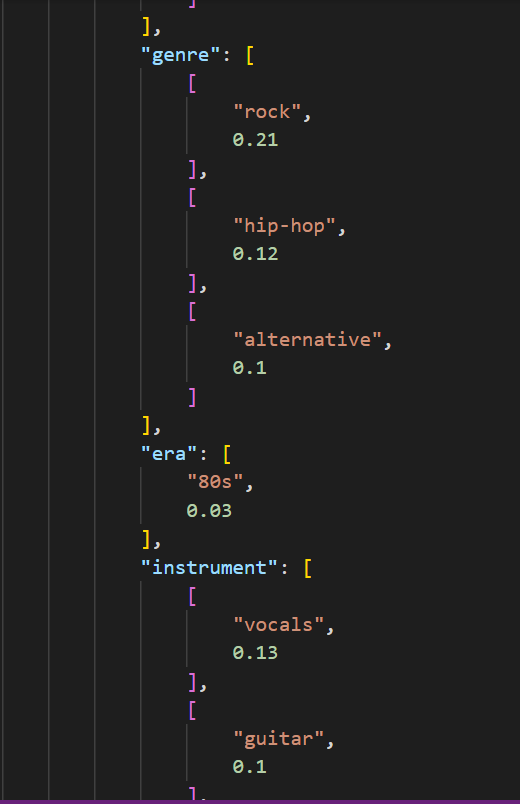 ]
],
"genre": [
[
"rock",
0.21
],
[
"hip-hop",
0.12
],
[
"alternative",
0.1
]
],
"era": [
"80s",
0.03
],
"instrument": [
[
"vocals",
0.13
],
[
"guitar",
0.1
],